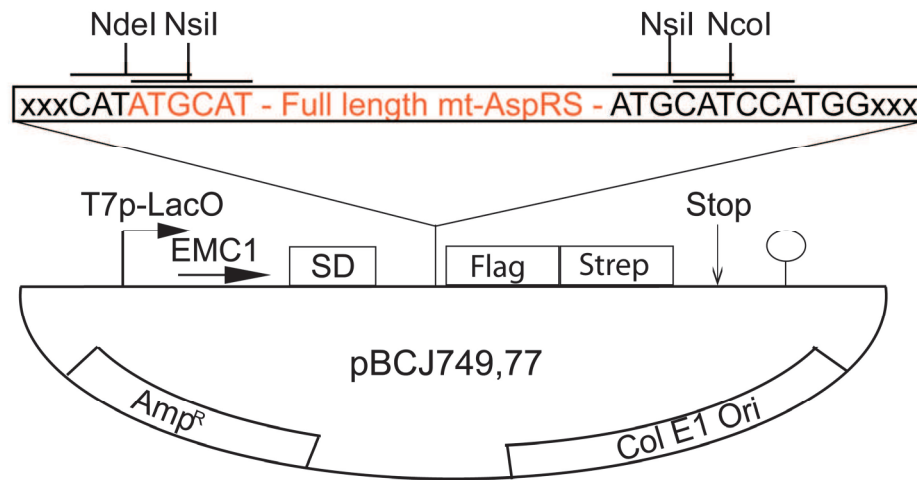 NdeI NsiI NsiI NcoI
xxxCATATGCAT - Full length mt-AspRS - ATGCATCCATGGxxx
T7p-LacO Stop
EMC1
SD Flag Strep
pBCJ749,77
Amp^R Col E1 Ori